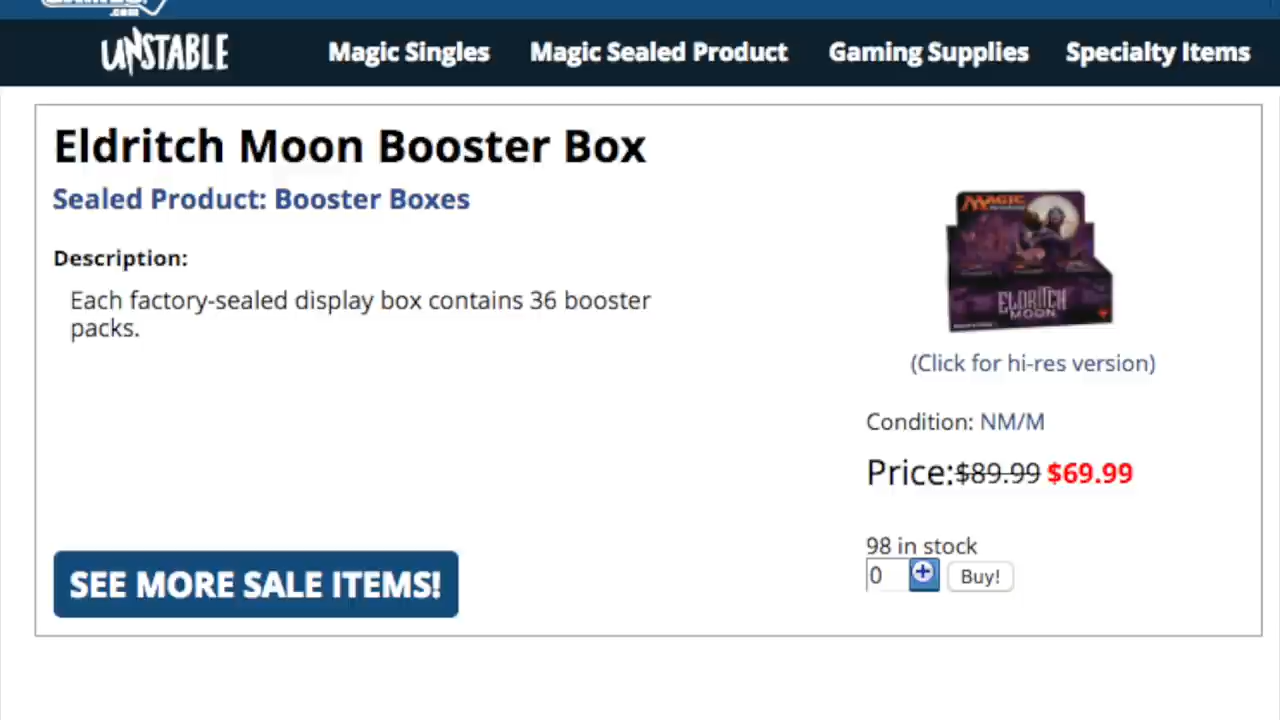 .com
UNSTABLE
Magic Singles
Magic Sealed Product
Gaming Supplies
Specialty Items
Eldritch Moon Booster Box
Sealed Product: Booster Boxes
Description:
Each factory-sealed display box contains 36 booster
packs.
MAGIC
ELDRITCH
MOON
(Click for hi-res version)
Condition: NM/M
Price:$89.99 $69.99
98 in stock
0
Buy!
SEE MORE SALE ITEMS!